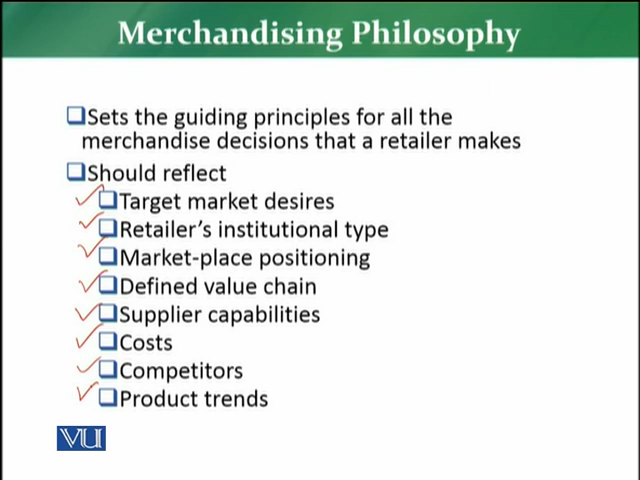 Merchandising Philosophy
Sets the guiding principles for all the
merchandise decisions that a retailer makes
Should reflect
Target market desires
Retailer's institutional type
Market-place positioning
Defined value chain
Supplier capabilities
Costs
Competitors
Product trends
VU